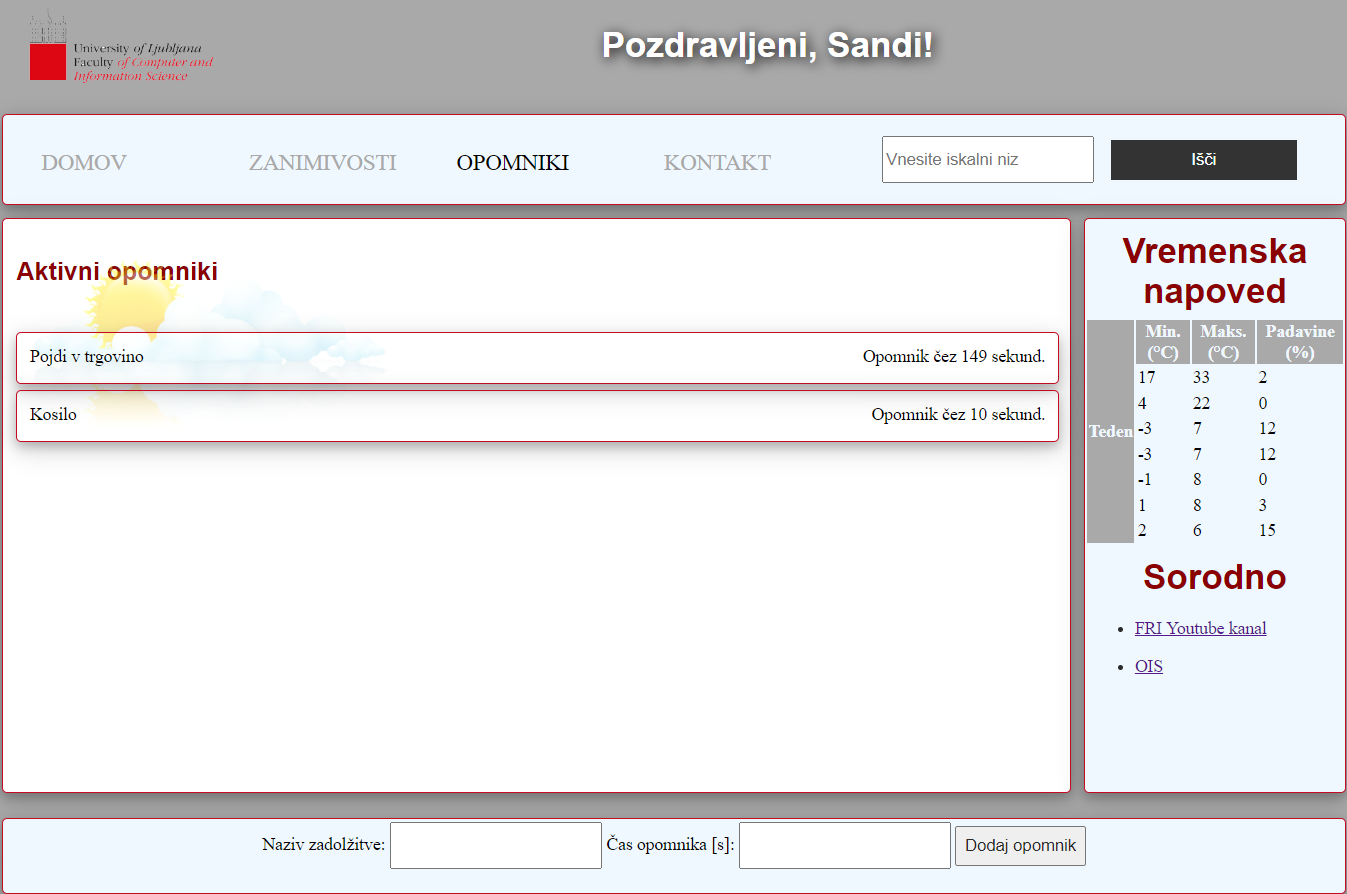 University of Ljubljana
Faculty of Computer and
Information Science
Pozdravljeni, Sandi!
DOMOV ZANIMIVOSTI OPOMNIKI KONTAKT Vnesite iskalni niz Išči
Aktivni opomniki
Pojdi v trgovino Opomnik čez 149 sekund.
Kosilo Opomnik čez 10 sekund.
Vremenska
napoved
Teden
Min. Maks. Padavine
(°C) (°C) (%)
17 33 2
4 22 0
-3 7 12
-3 7 12
-1 8 0
1 8 3
2 6 15
Sorodno
FRI Youtube kanal
OIS
Naziv zadolžitve: Čas opomnika [s]: Dodaj opomnik